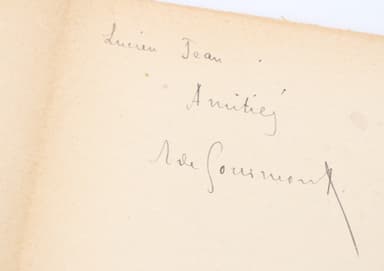 Lucien Jean.
Amitiés
R de Gourmont